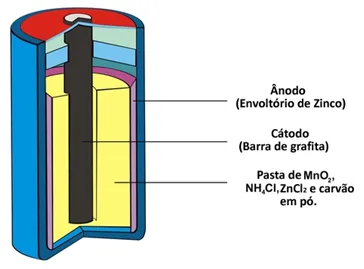 Ânodo
(Envoltório de Zinco)
Cátodo
(Barra de grafita)
Pasta de MnO₂,
NH₄Cl, ZnCl₂ e carvão
em pó.